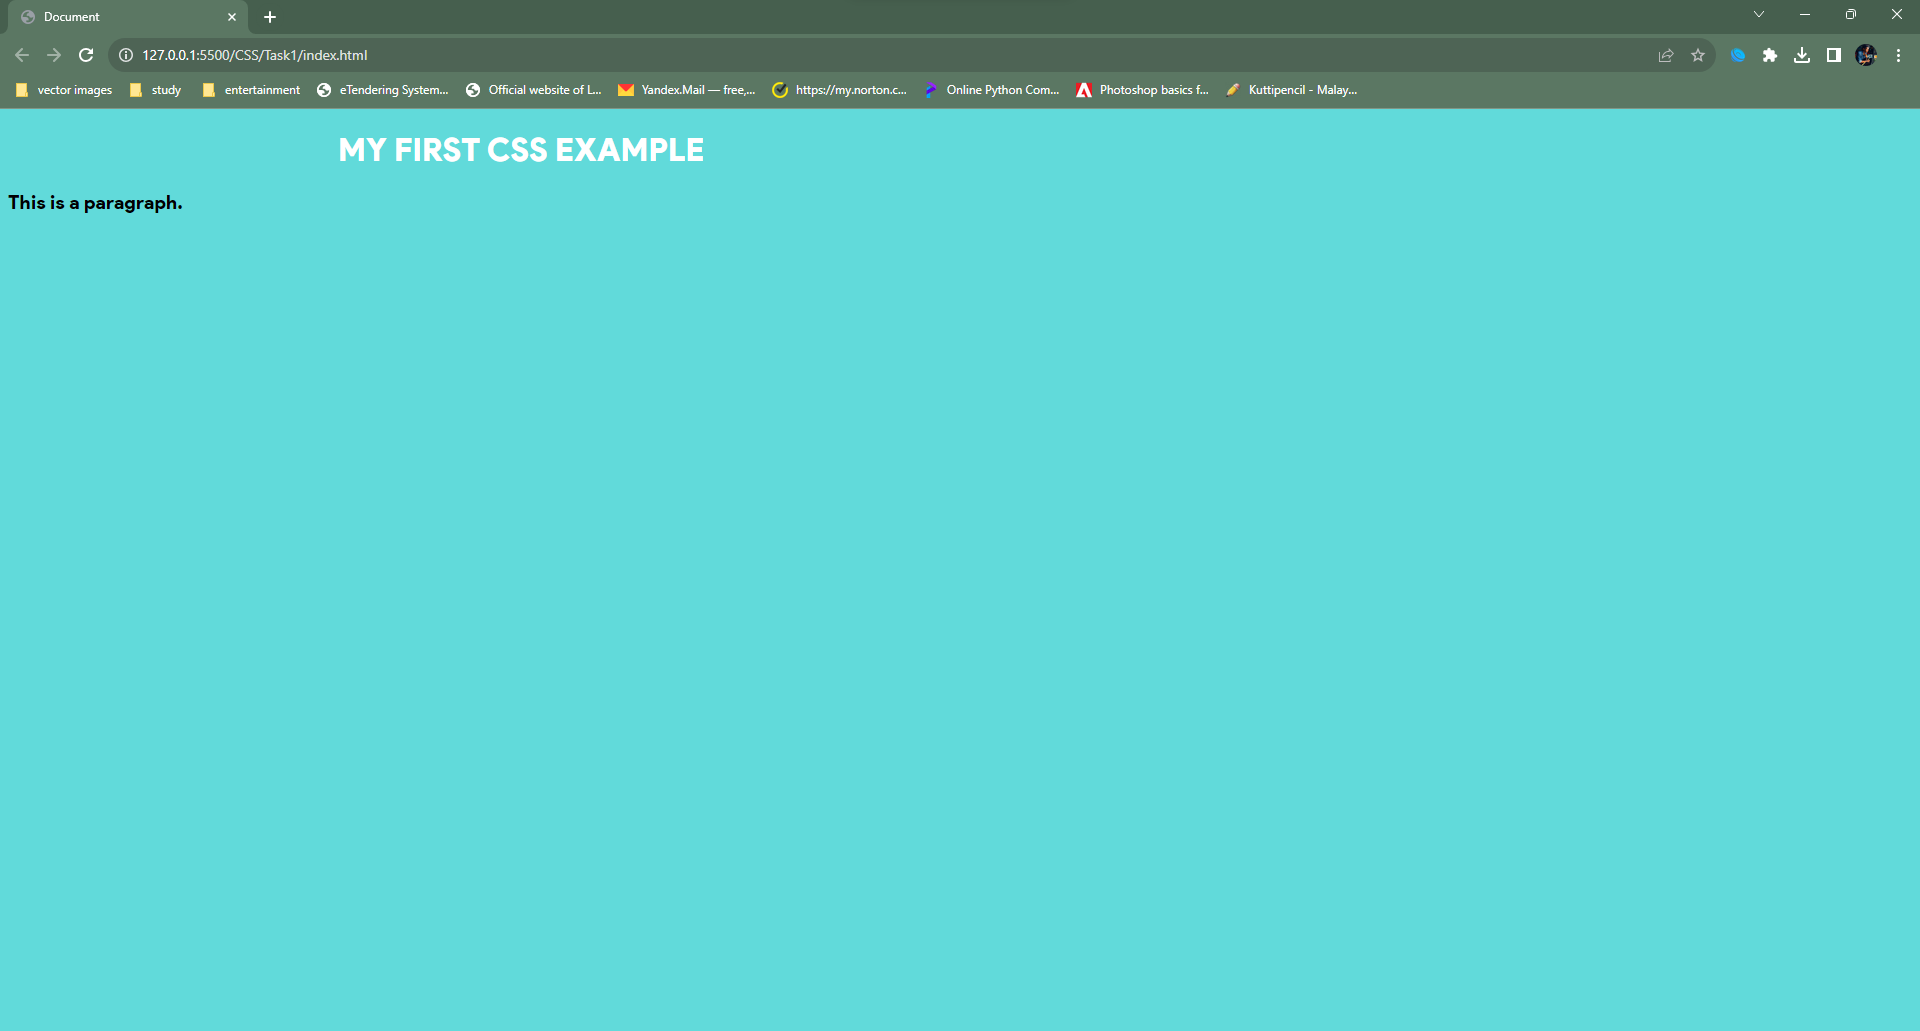 Document
127.0.0.1:5500/CSS/Task1/index.html
vector images study entertainment eTendering System... Official website of L... Yandex.Mail — free,... https://my.norton.c... Online Python Com... Photoshop basics f... Kuttipencil - Malay...
MY FIRST CSS EXAMPLE
This is a paragraph.